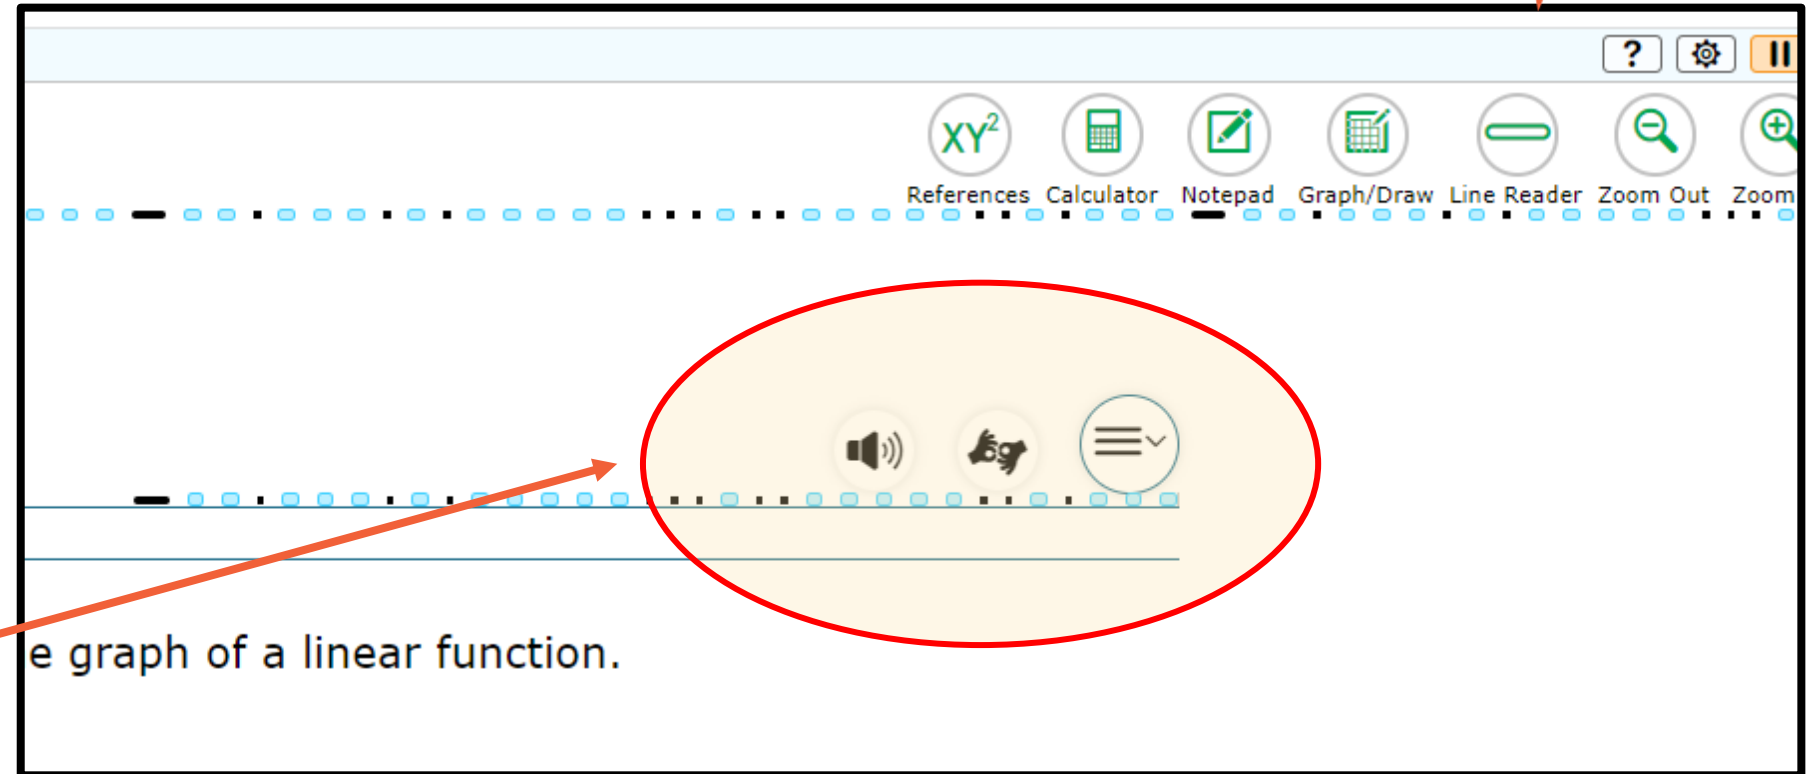 ?
XY²
References Calculator Notepad Graph/Draw Line Reader Zoom Out Zoom
e graph of a linear function.